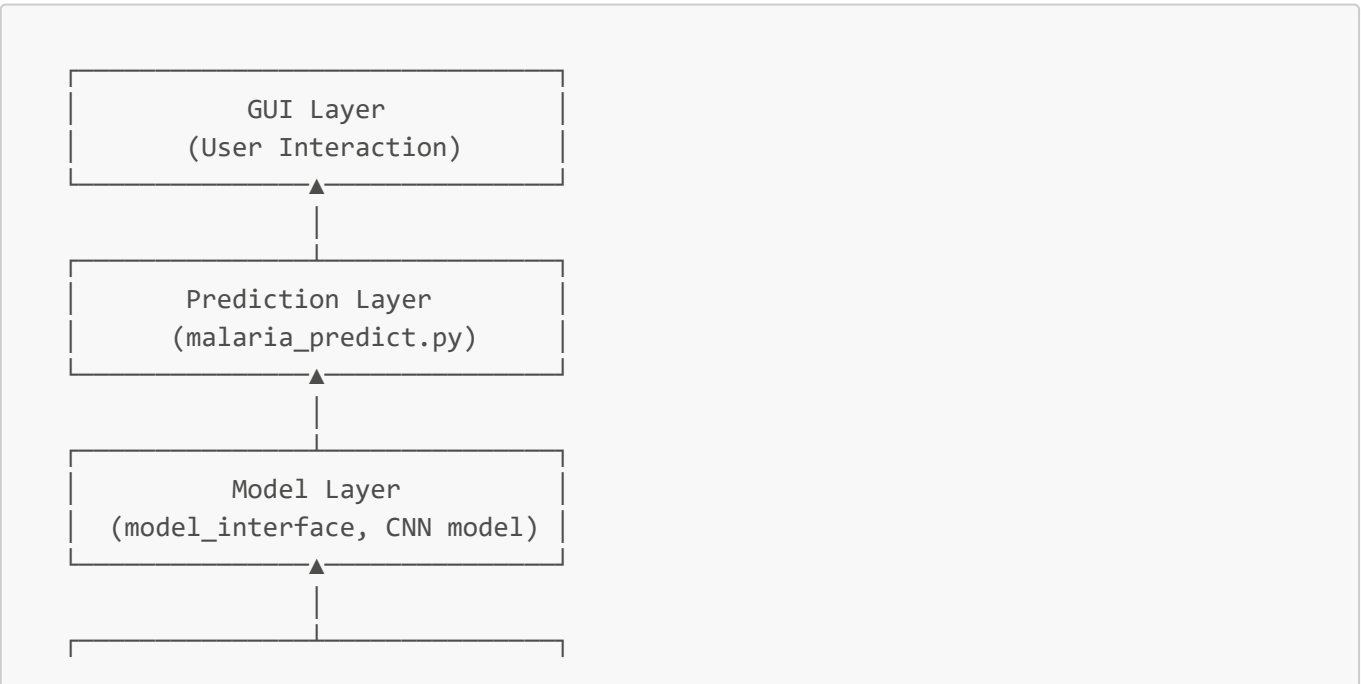 GUI Layer
(User Interaction)
Prediction Layer
(malaria_predict.py)
Model Layer
(model_interface, CNN model)